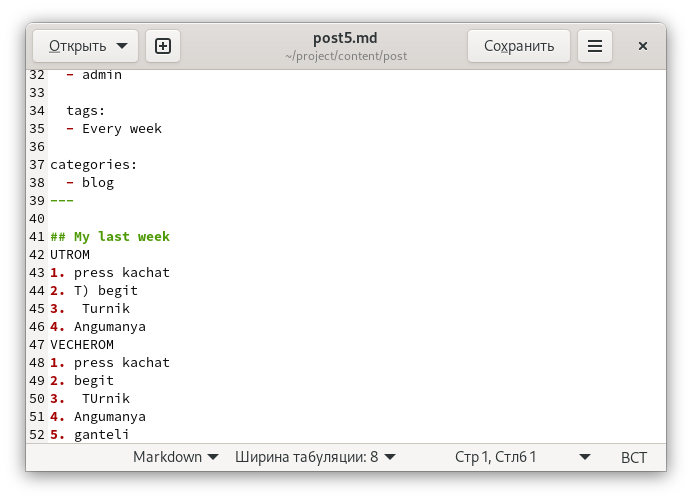 Открыть
post5.md
~/project/content/post
Сохранить
32   - admin
33
34   tags:
35   - Every week
36
37 categories:
38   - blog
39 ---
40
41 ## My last week
42 UTROM
43 1. press kachat
44 2. T) begit
45 3.  Turnik
46 4. Angumanya
47 VECHEROM
48 1. press kachat
49 2. begit
50 3.  TUrnik
51 4. Angumanya
52 5. ganteli
Markdown Ширина табуляции: 8 Стр 1, Стлб 1 ВСТ